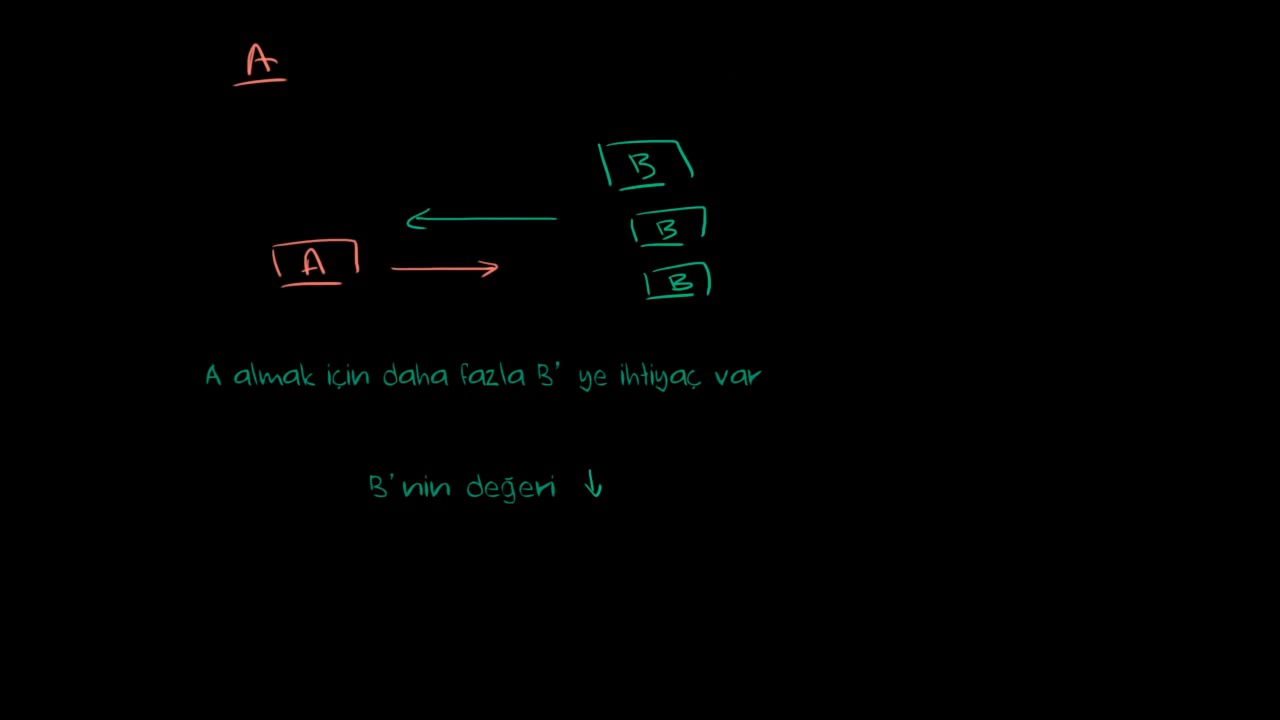 A
B
B
A
B
A almak için daha fazla B' ye ihtiyaç var
B'nin değeri ↓